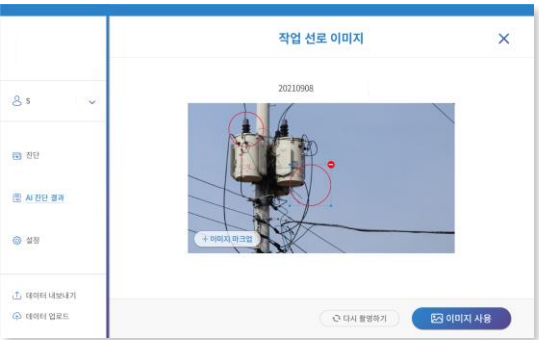 작업 선로 이미지
S
20210908
진단
AI 진단 결과
설정
+ 이미지 마크업
데이터 내보내기
데이터 업로드
다시 촬영하기
이미지 사용